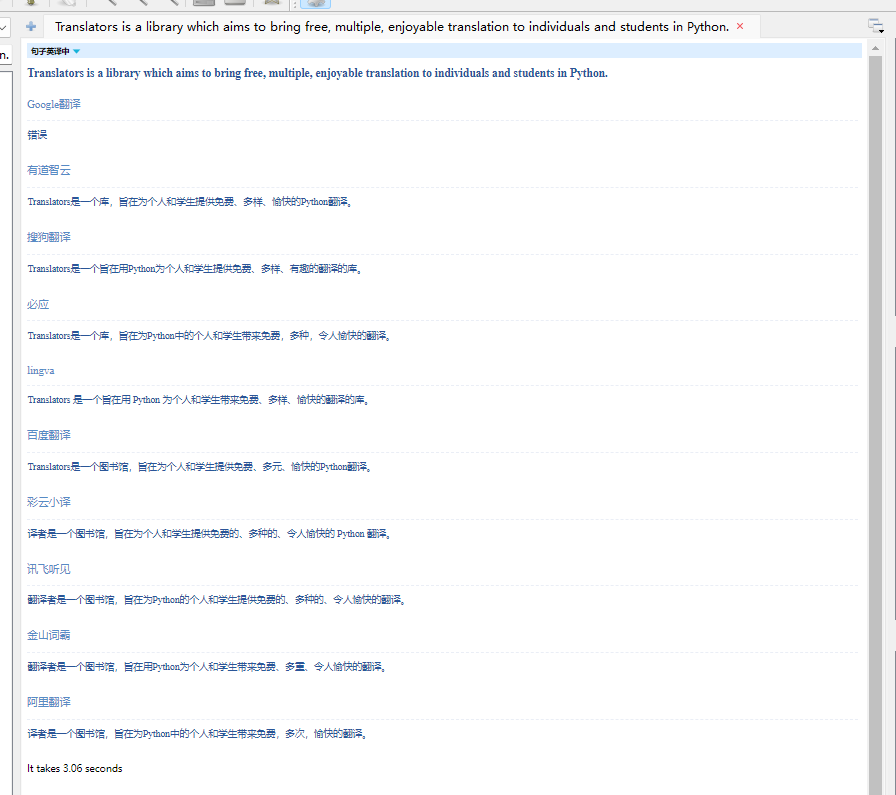 Translators is a library which aims to bring free, multiple, enjoyable translation to individuals and students in Python.
n.
句子英译中
Translators is a library which aims to bring free, multiple, enjoyable translation to individuals and students in Python.
Google翻译
错误
有道智云
Translators是一个库，旨在为个人和学生提供免费、多样、愉快的Python翻译。
搜狗翻译
Translators是一个旨在用Python为个人和学生提供免费、多样、有趣的翻译的库。
必应
Translators是一个库，旨在为Python中的个人和学生带来免费，多种，令人愉快的翻译。
lingva
Translators 是一个旨在用 Python 为个人和学生带来免费、多样、愉快的翻译的库。
百度翻译
Translators是一个图书馆，旨在为个人和学生提供免费、多元、愉快的Python翻译。
彩云小译
译者是一个图书馆，旨在为个人和学生提供免费的、多种的、令人愉快的 Python 翻译。
讯飞听见
翻译者是一个图书馆，旨在为Python的个人和学生提供免费的、多种的、令人愉快的翻译。
金山词霸
翻译者是一个图书馆，旨在用Python为个人和学生带来免费、多重、令人愉快的翻译。
阿里翻译
译者是一个图书馆，旨在为Python中的个人和学生带来免费，多次，愉快的翻译。
It takes 3.06 seconds